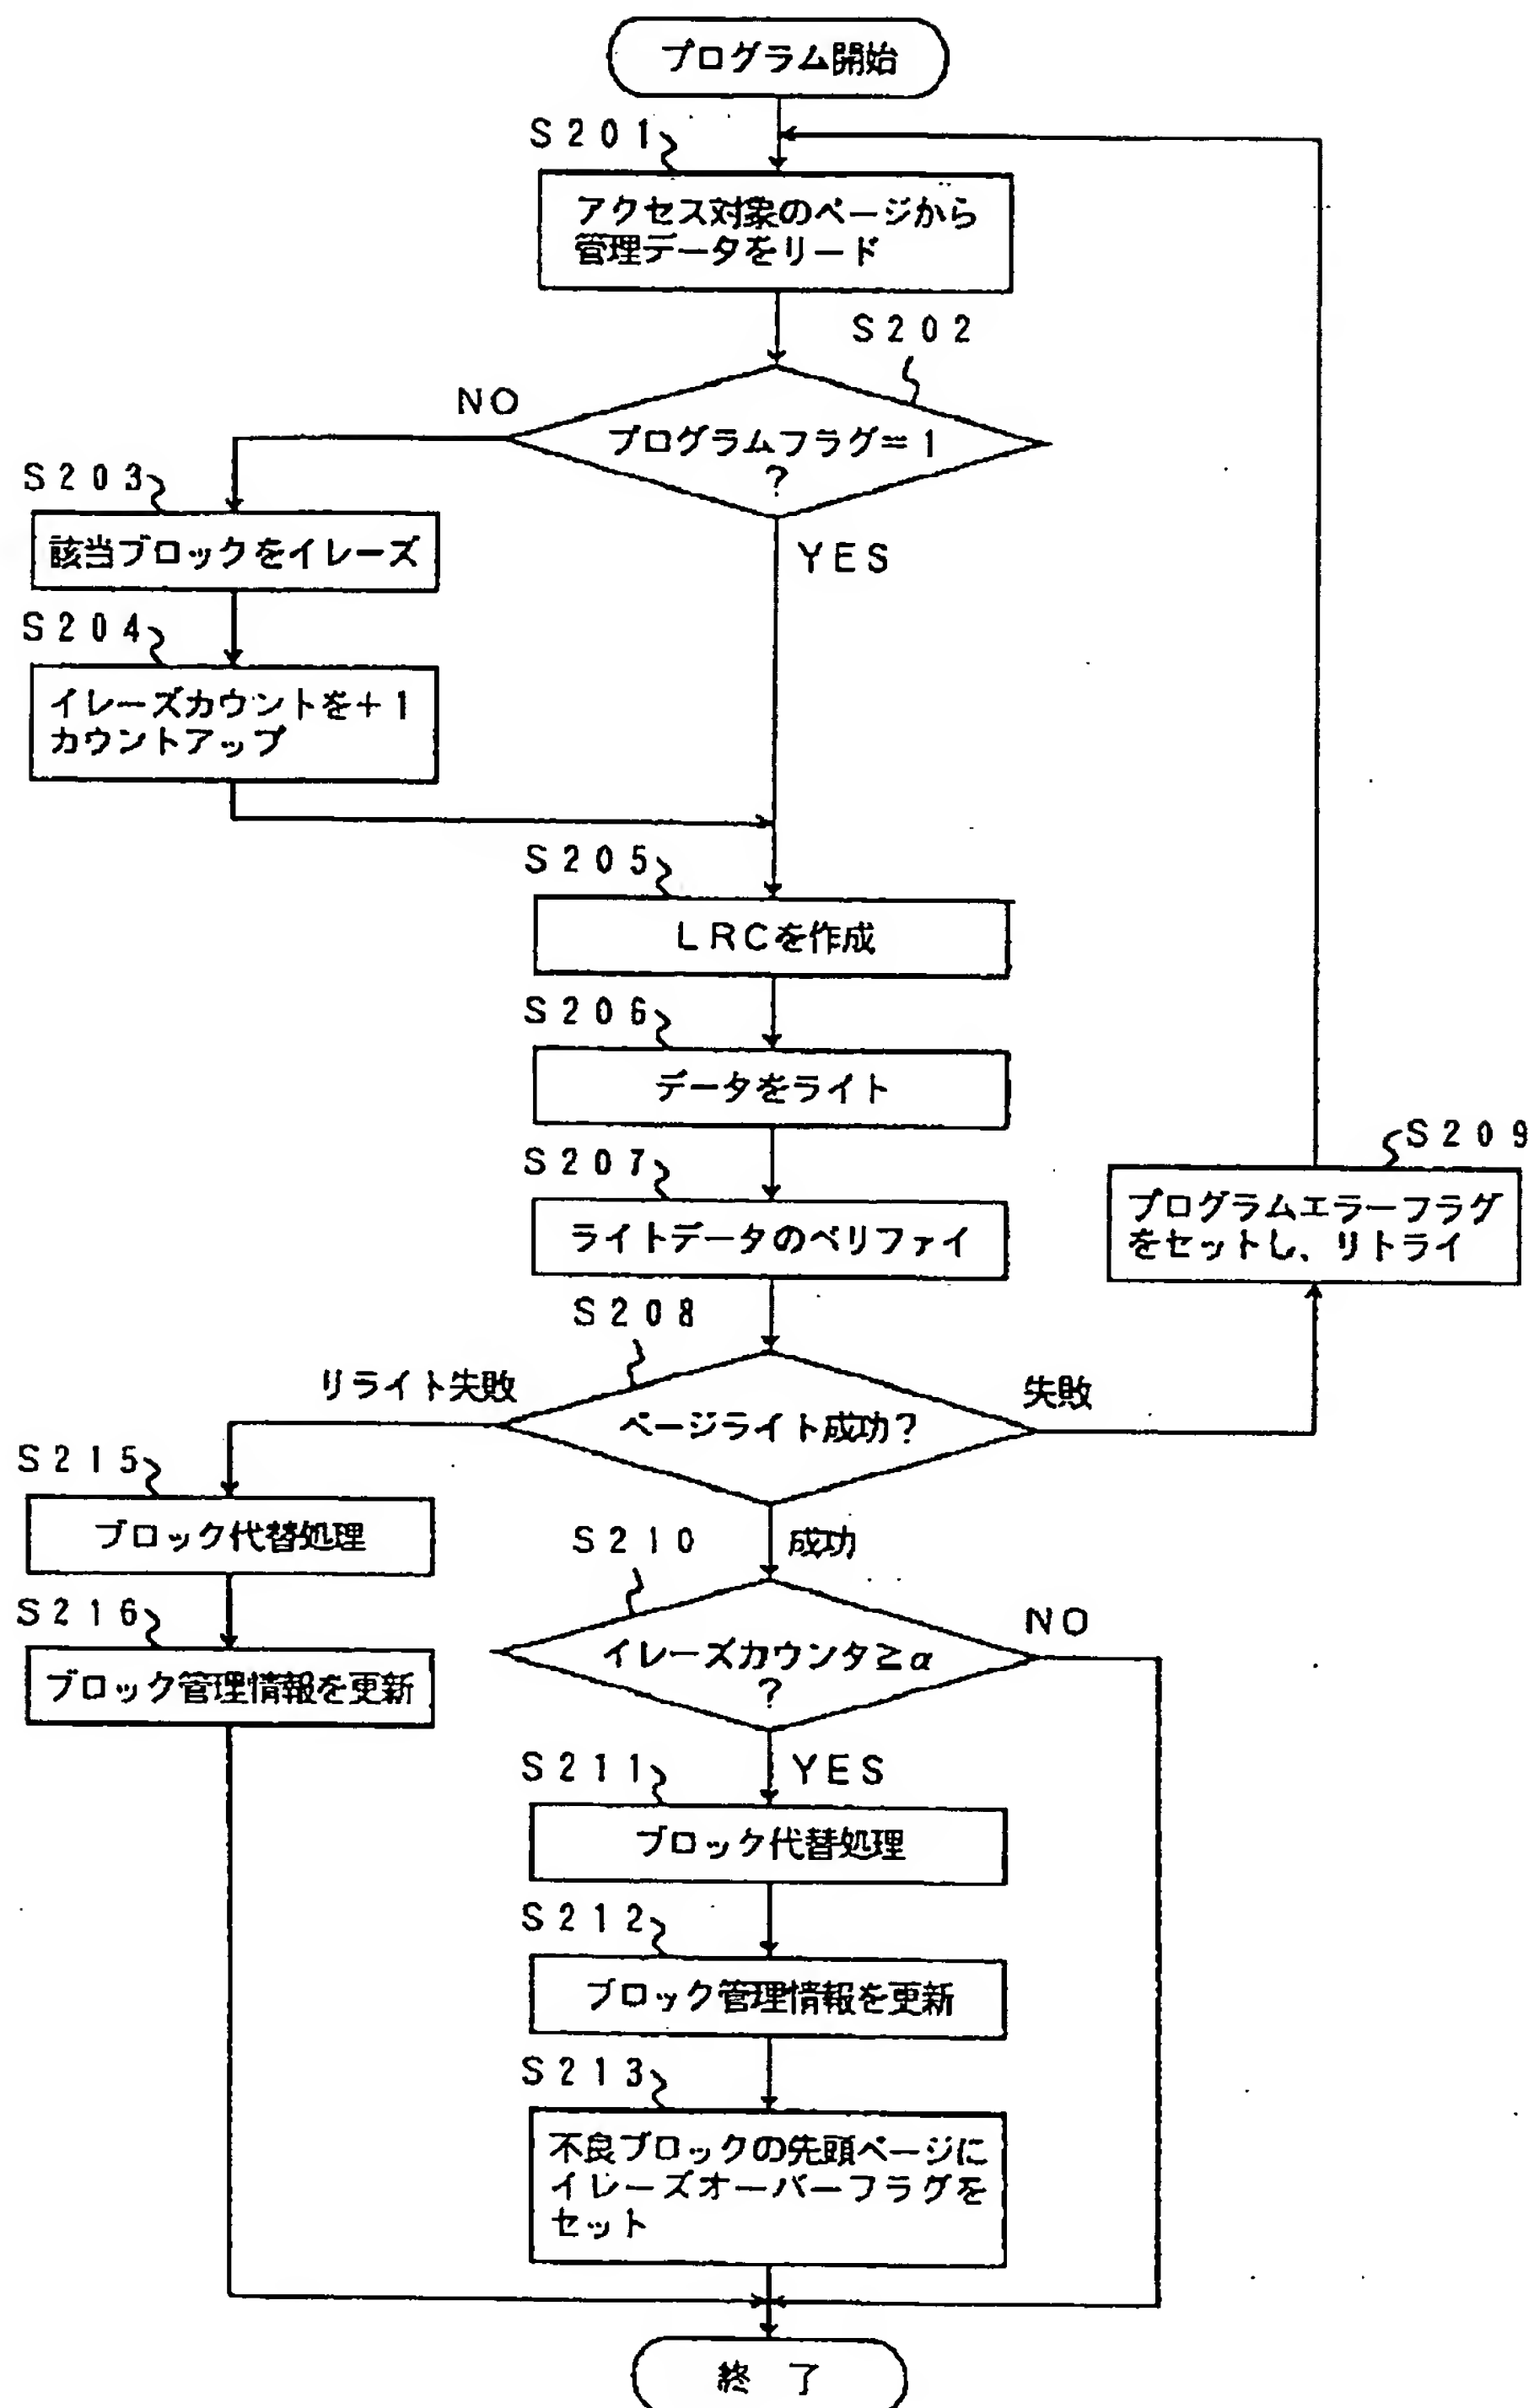 プログラム開始
S201
アクセス対象のページから
管理データをリード
S202
NO
プログラムフラグ=1
?
YES
S203
該当ブロックをイレーズ
S204
イレーズカウントを+1
カウントアップ
S205
LRCを作成
S206
データをライト
S207
ライトデータのベリファイ
S209
プログラムエラーフラグ
をセットし、リトライ
S208
リライト失敗
ページライト成功?
失敗
成功
S215
ブロック代替処理
S216
ブロック管理情報を更新
S210
イレーズカウンタ≥α
?
NO
YES
S211
ブロック代替処理
S212
ブロック管理情報を更新
S213
不良ブロックの先頭ページに
イレーズオーバーフラグを
セット
終 了